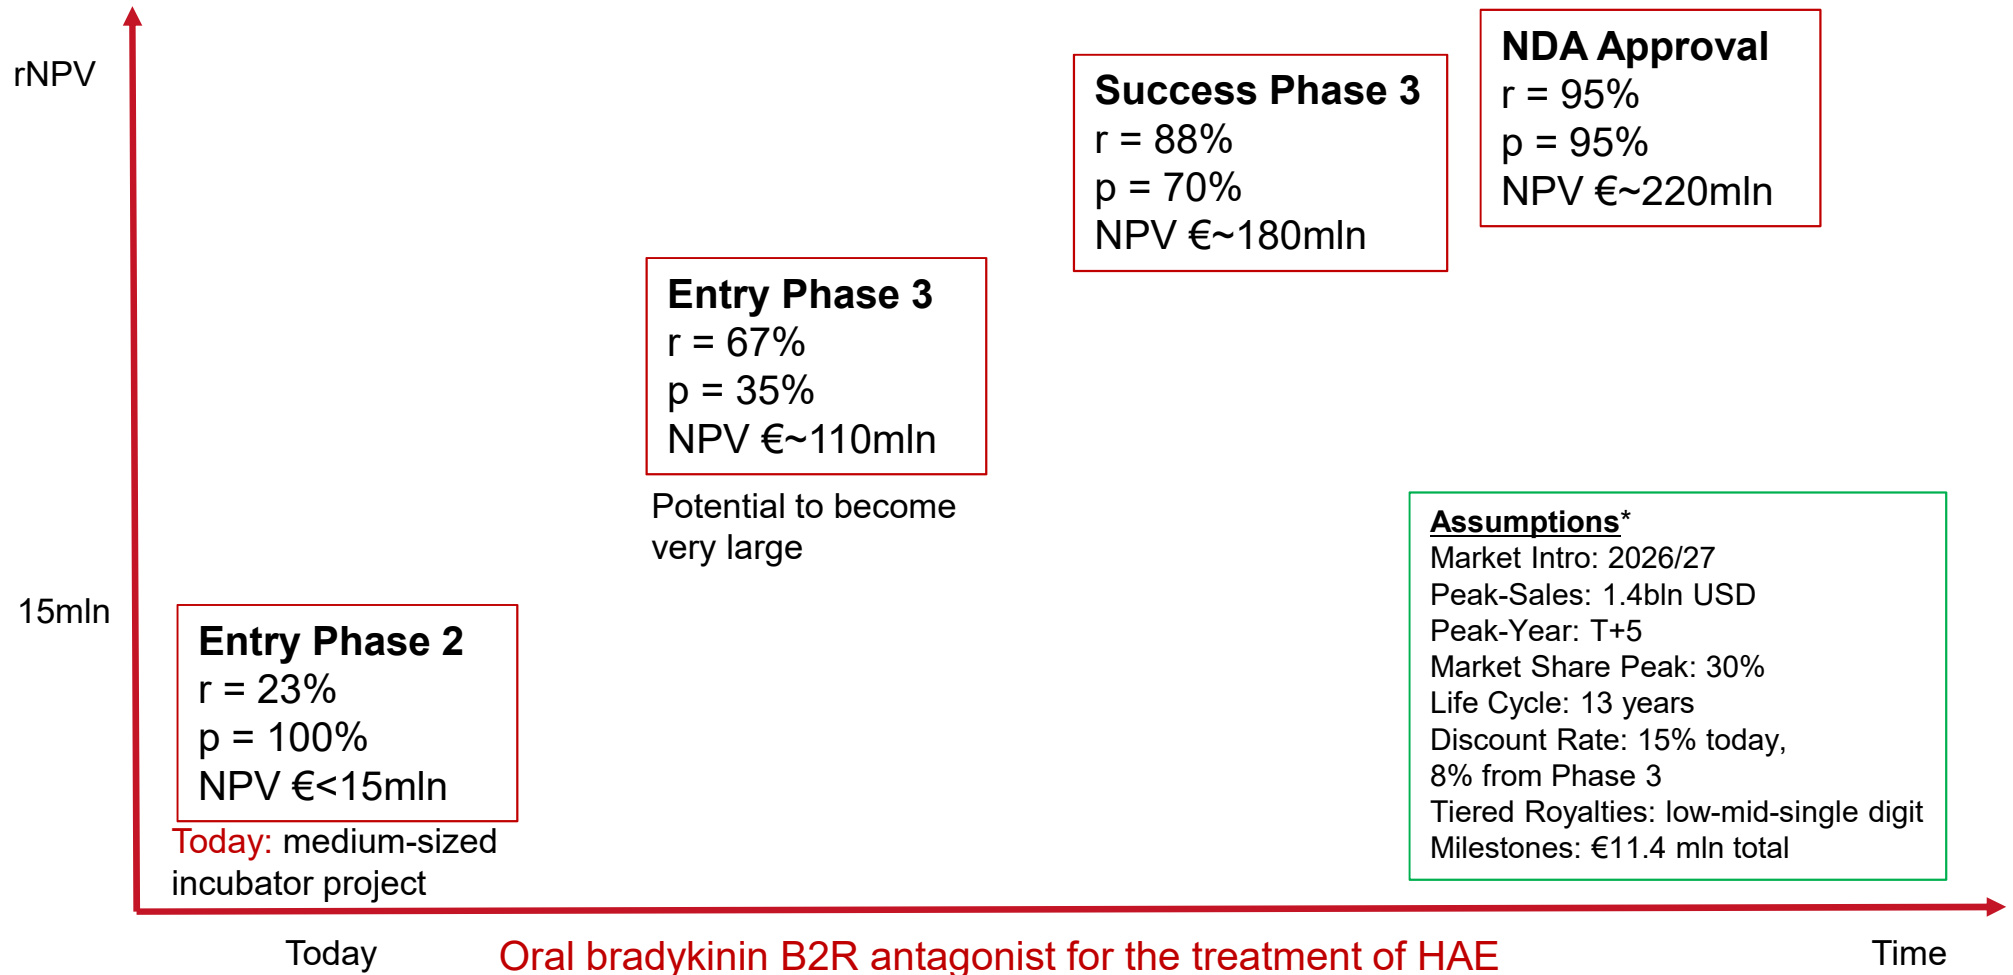 rNPV
NDA Approval
r = 95%
p = 95%
NPV €~220mln
Success Phase 3
r = 88%
p = 70%
NPV €~180mln
Entry Phase 3
r = 67%
p = 35%
NPV €~110mln
Potential to become
very large
15mln
Entry Phase 2
r = 23%
p = 100%
NPV €<15mln
Today: medium-sized
incubator project
Assumptions*
Market Intro: 2026/27
Peak-Sales: 1.4bln USD
Peak-Year: T+5
Market Share Peak: 30%
Life Cycle: 13 years
Discount Rate: 15% today,
8% from Phase 3
Tiered Royalties: low-mid-single digit
Milestones: €11.4 mln total
Today
Oral bradykinin B2R antagonist for the treatment of HAE
Time